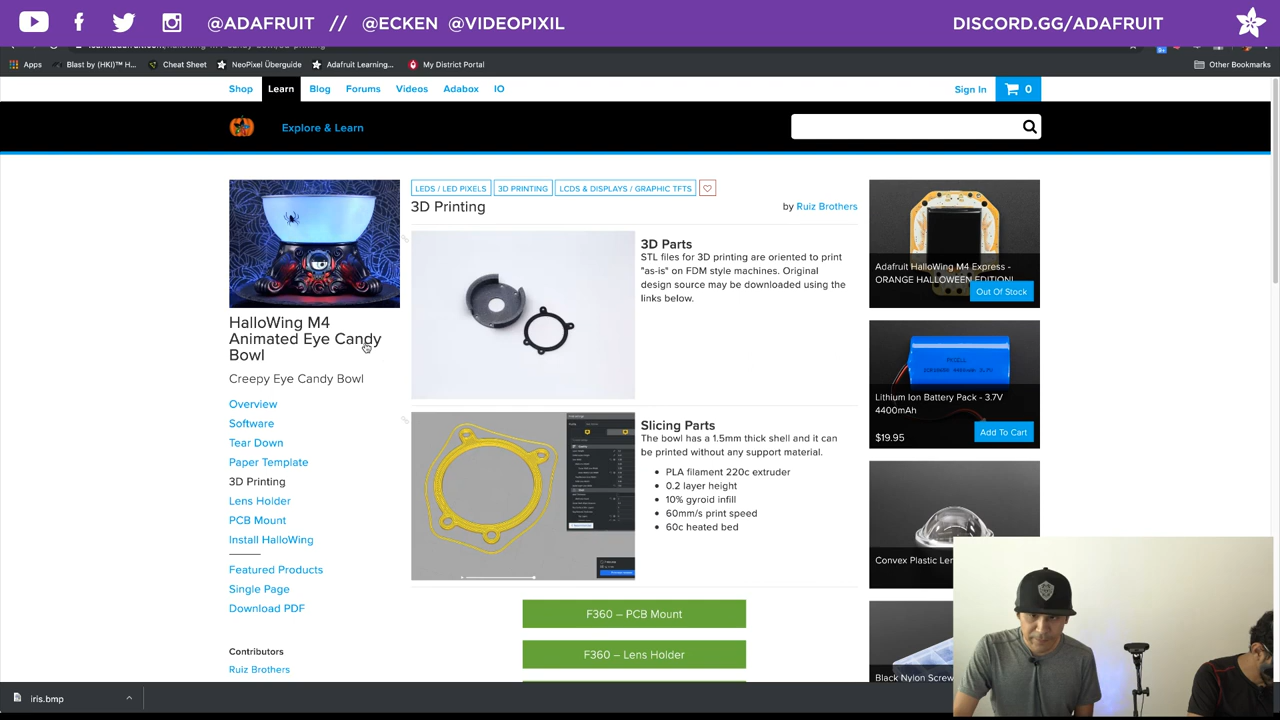 @ADAFRUIT // @ECKEN @VIDEOPIXIL
DISCORD.GG/ADAFRUIT
Apps
Blast by (HKI)™ H...
Cheat Sheet
NeoPixel Überguide
Adafruit Learning...
My District Portal
Other Bookmarks
Shop
Learn
Blog
Forums
Videos
Adabox
IO
Sign In
0
Explore & Learn
HalloWing M4
Animated Eye Candy
Bowl
Creepy Eye Candy Bowl
Overview
Software
Tear Down
Paper Template
3D Printing
Lens Holder
PCB Mount
Install HalloWing
Featured Products
Single Page
Download PDF
Contributors
Ruiz Brothers
LEDS / LED PIXELS
3D PRINTING
LCDS & DISPLAYS / GRAPHIC TFTS
3D Printing
by Ruiz Brothers
3D Parts
STL files for 3D printing are oriented to print
"as-is" on FDM style machines. Original
design source may be downloaded using the
links below.
Slicing Parts
The bowl has a 1.5mm thick shell and it can
be printed without any support material.
PLA filament 220c extruder
0.2 layer height
10% gyroid infill
60mm/s print speed
60c heated bed
F360 – PCB Mount
F360 – Lens Holder
Adafruit HalloWing M4 Express -
ORANGE HALLOWEEN EDITION!
Out Of Stock
Lithium Ion Battery Pack - 3.7V
4400mAh
$19.95
Add To Cart
Convex Plastic Len
Black Nylon Screw
iris.bmp